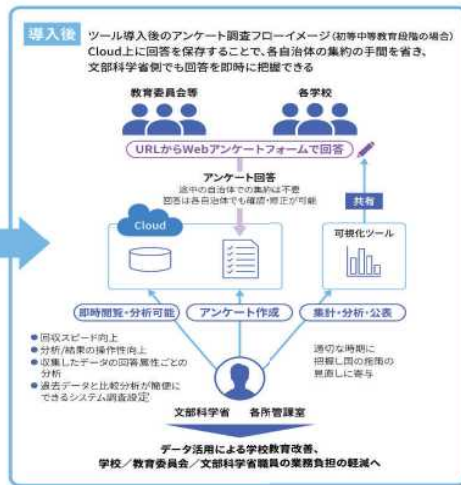 導入後
ツール導入後のアンケート調査フローイメージ(初等中等教育段階の場合)
Cloud上に回答を保存することで、各自治体の集約の手間を省き、
文部科学省側でも回答を即時に把握できる
教育委員会等
各学校
URLからWebアンケートフォームで回答
アンケート回答
途中の自治体での集約は不要
回答は各自治体でも確認・修正が可能
共有
Cloud
可視化ツール
即時閲覧・分析可能
アンケート作成
集計・分析・公表
● 回収スピード向上
● 分析/結果の操作性向上
● 収集したデータの回答属性ごとの
分析
● 過去データと比較分析が簡便に
できるシステム調査設定
適切な時期に
把握し国の施策の
見直しに寄与
文部科学省 各所管課室
データ活用による学校教育改善、
学校／教育委員会／文部科学省職員の業務負担の軽減へ